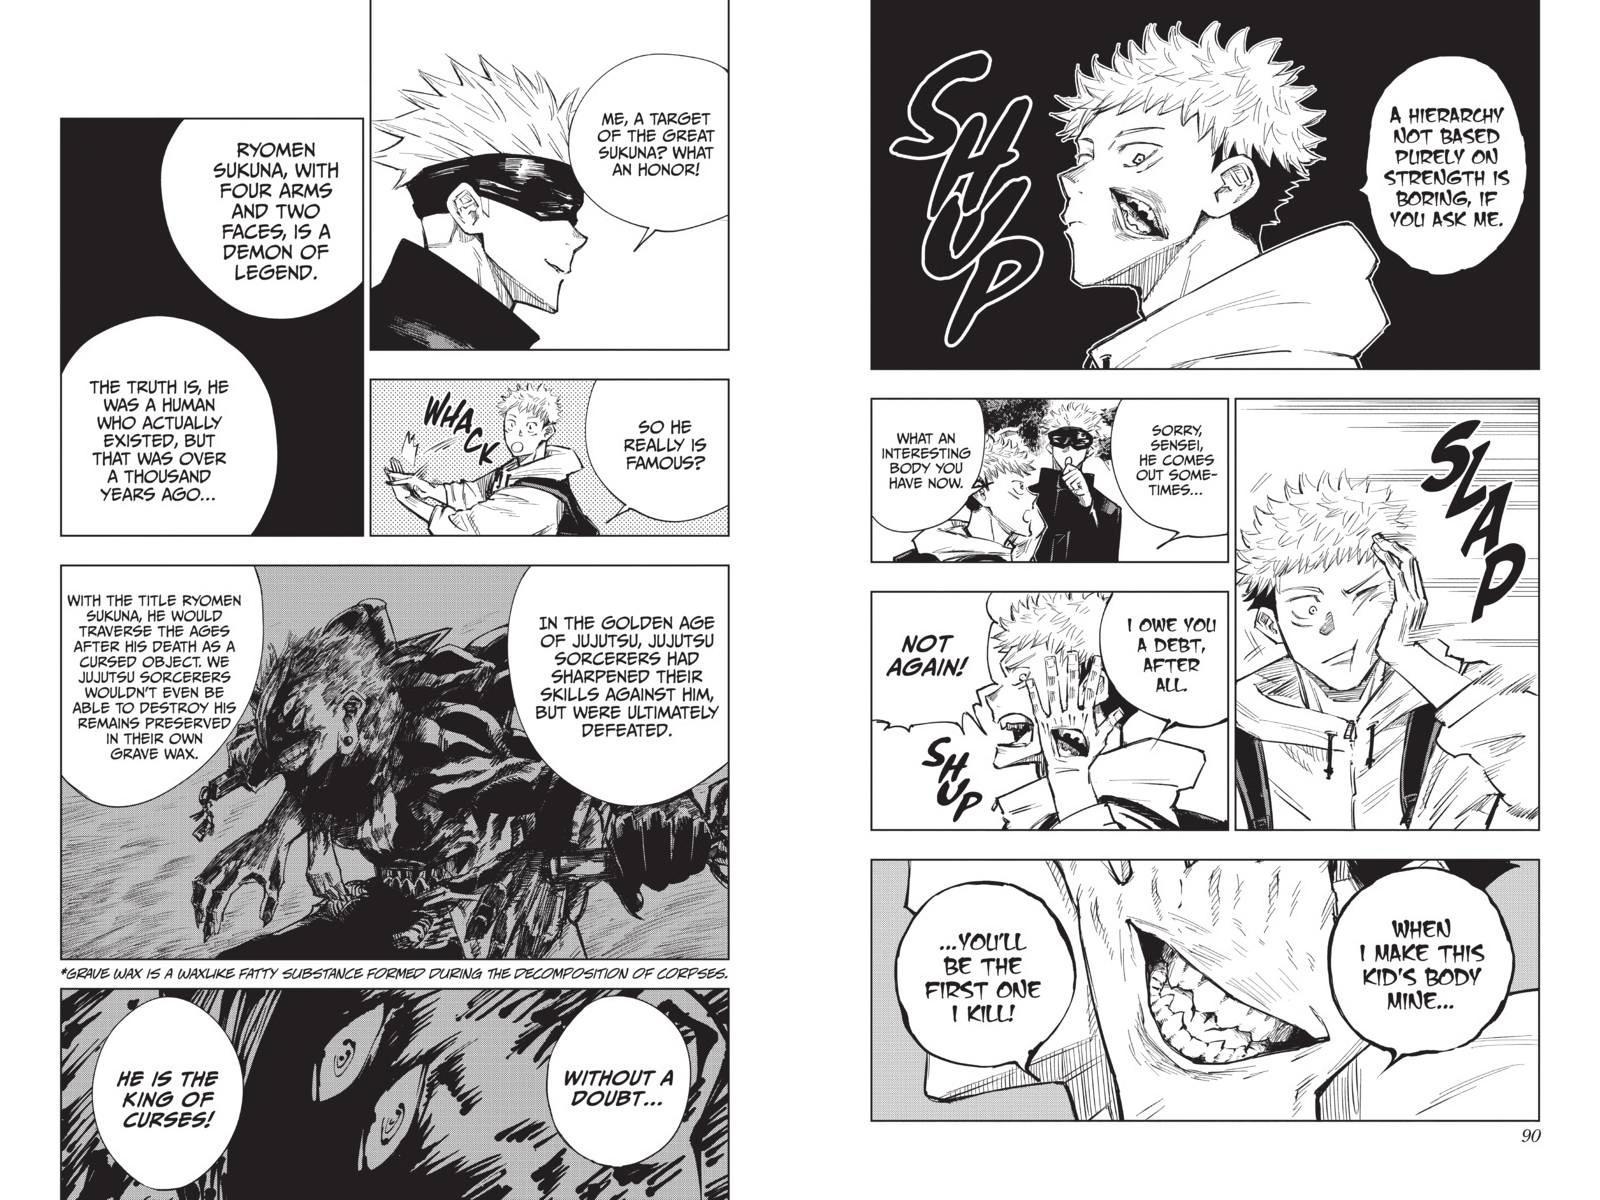 A HIERARCHY
NOT BASED
PURELY ON
STRENGTH IS
BORING, IF
YOU ASK ME.
SHUP
SLAP
SORRY,
SENSEI,
HE COMES
OUT SOME-
TIMES...
WHAT AN
INTERESTING
BODY YOU
HAVE NOW.
I OWE YOU
A DEBT,
AFTER
ALL.
NOT
AGAIN!
SHUP
WHEN
I MAKE THIS
KID'S BODY
MINE...
...YOU'LL
BE THE
FIRST ONE
I KILL!
90
ME, A TARGET
OF THE GREAT
SUKUNA? WHAT
AN HONOR!
SO HE
REALLY IS
FAMOUS?
WHACK
RYOMEN
SUKUNA, WITH
FOUR ARMS
AND TWO
FACES, IS A
DEMON OF
LEGEND.
THE TRUTH IS, HE
WAS A HUMAN
WHO ACTUALLY
EXISTED, BUT
THAT WAS OVER
A THOUSAND
YEARS AGO...
IN THE GOLDEN AGE
OF JUJUTSU, JUJUTSU
SORCERERS HAD
SHARPENED THEIR
SKILLS AGAINST HIM,
BUT WERE ULTIMATELY
DEFEATED.
WITH THE TITLE RYOMEN
SUKUNA, HE WOULD
TRAVERSE THE AGES
AFTER HIS DEATH AS A
CURSED OBJECT. WE
JUJUTSU SORCERERS
WOULDN'T EVEN BE
ABLE TO DESTROY HIS
REMAINS PRESERVED
IN THEIR OWN
GRAVE WAX.
*GRAVE WAX IS A WAXLIKE FATTY SUBSTANCE FORMED DURING THE DECOMPOSITION OF CORPSES.
WITHOUT A
DOUBT...
HE IS THE
KING OF
CURSES!